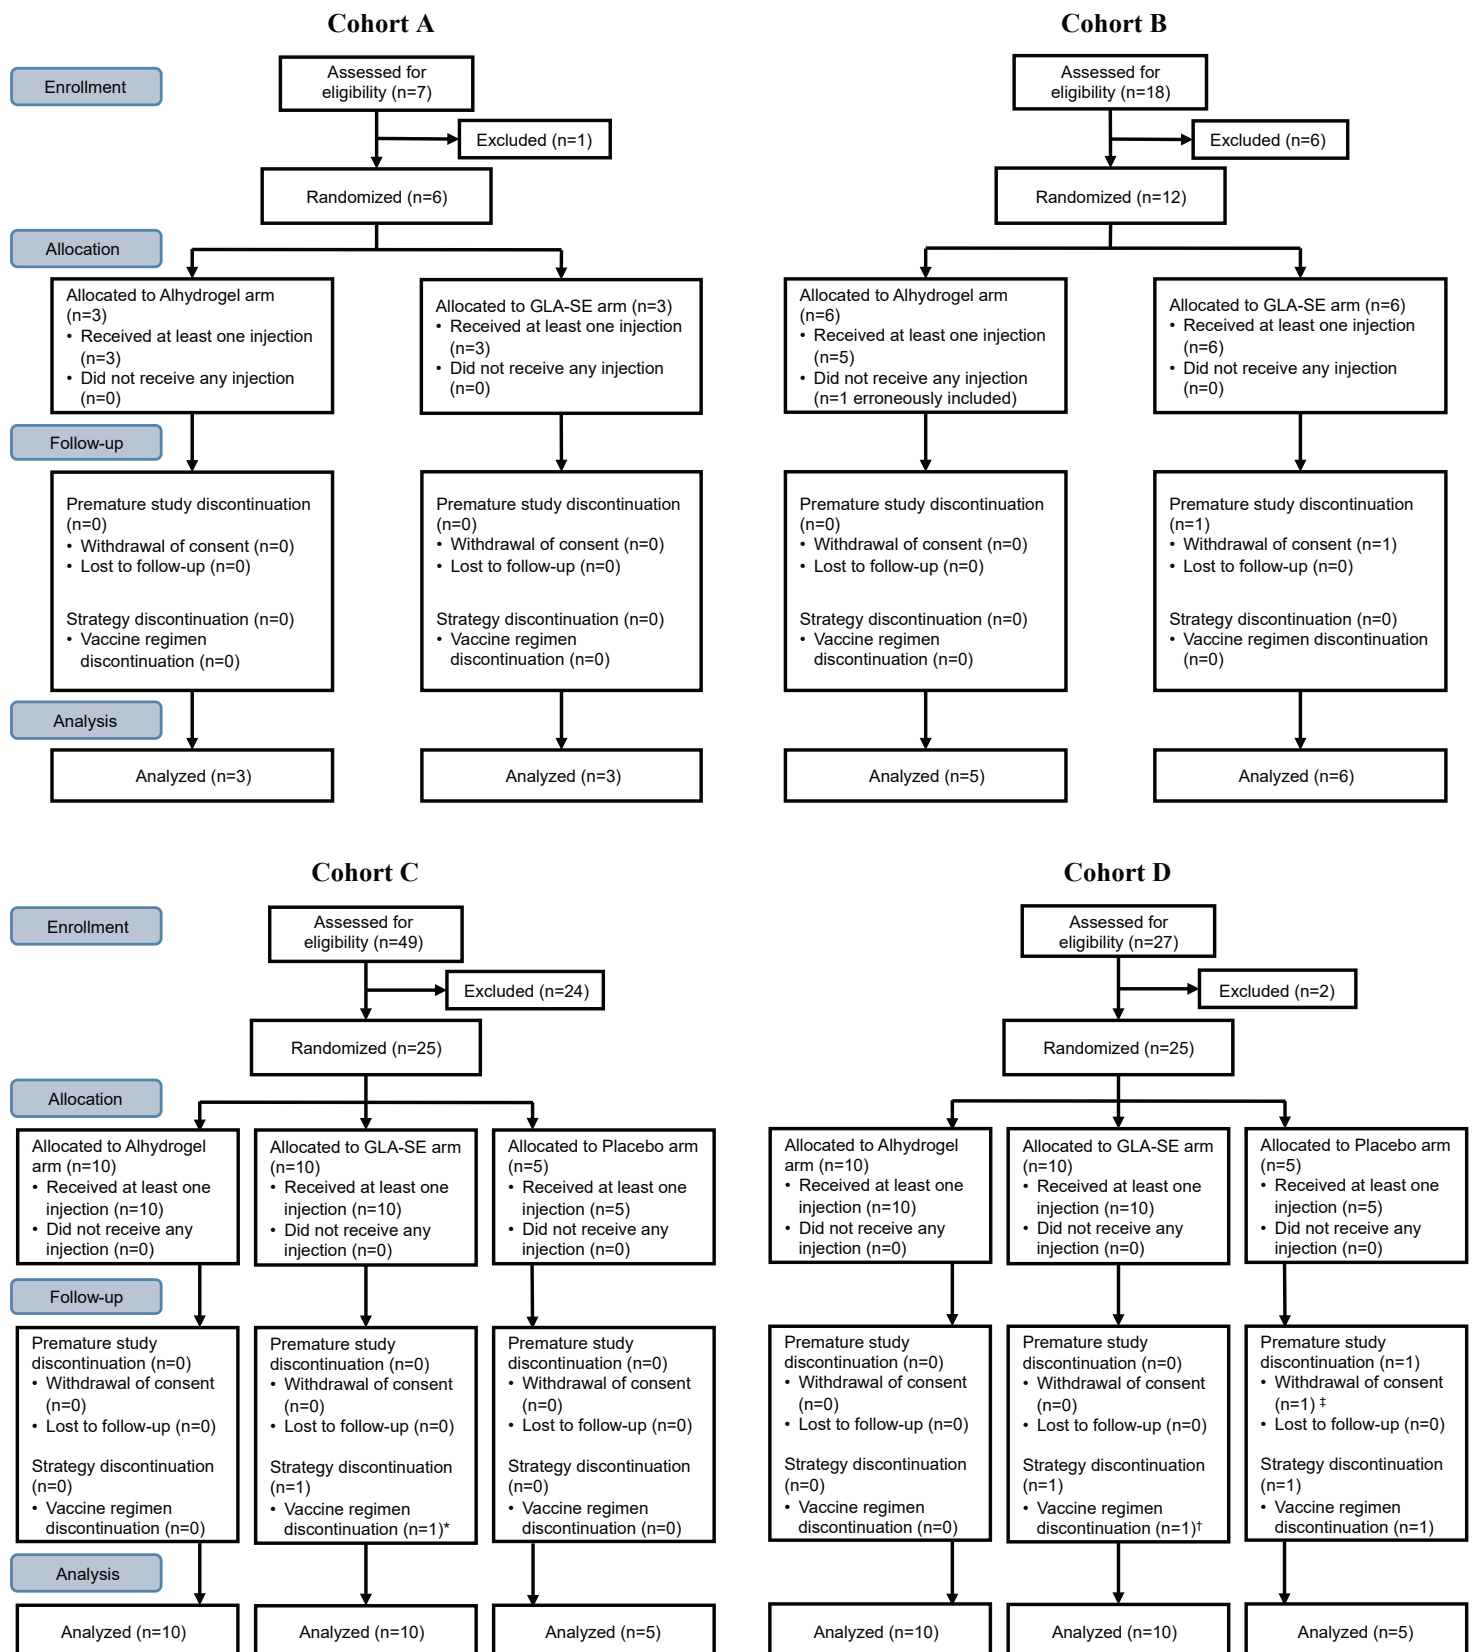 Cohort A
Enrollment
Assessed for
eligibility (n=7)
Excluded (n=1)
Randomized (n=6)
Allocation
Allocated to Alhydrogel arm
(n=3)
• Received at least one injection
(n=3)
• Did not receive any injection
(n=0)
Allocated to GLA-SE arm (n=3)
• Received at least one injection
(n=3)
• Did not receive any injection
(n=0)
Follow-up
Premature study discontinuation
(n=0)
• Withdrawal of consent (n=0)
• Lost to follow-up (n=0)
Strategy discontinuation (n=0)
• Vaccine regimen
discontinuation (n=0)
Premature study discontinuation
(n=0)
• Withdrawal of consent (n=0)
• Lost to follow-up (n=0)
Strategy discontinuation (n=0)
• Vaccine regimen
discontinuation (n=0)
Analysis
Analyzed (n=3)
Analyzed (n=3)
Cohort B
Assessed for
eligibility (n=18)
Excluded (n=6)
Randomized (n=12)
Allocated to Alhydrogel arm
(n=6)
• Received at least one injection
(n=5)
• Did not receive any injection
(n=1 erroneously included)
Allocated to GLA-SE arm (n=6)
• Received at least one injection
(n=6)
• Did not receive any injection
(n=0)
Premature study discontinuation
(n=0)
• Withdrawal of consent (n=0)
• Lost to follow-up (n=0)
Strategy discontinuation (n=0)
• Vaccine regimen
discontinuation (n=0)
Premature study discontinuation
(n=1)
• Withdrawal of consent (n=1)
• Lost to follow-up (n=0)
Strategy discontinuation (n=0)
• Vaccine regimen discontinuation
(n=0)
Analyzed (n=5)
Analyzed (n=6)
Cohort C
Enrollment
Assessed for
eligibility (n=49)
Excluded (n=24)
Randomized (n=25)
Allocation
Allocated to Alhydrogel
arm (n=10)
• Received at least one
injection (n=10)
• Did not receive any
injection (n=0)
Allocated to GLA-SE arm
(n=10)
• Received at least one
injection (n=10)
• Did not receive any
injection (n=0)
Allocated to Placebo arm
(n=5)
• Received at least one
injection (n=5)
• Did not receive any
injection (n=0)
Follow-up
Premature study
discontinuation (n=0)
• Withdrawal of consent
(n=0)
• Lost to follow-up (n=0)
Strategy discontinuation
(n=0)
• Vaccine regimen
discontinuation (n=0)
Premature study
discontinuation (n=0)
• Withdrawal of consent
(n=0)
• Lost to follow-up (n=0)
Strategy discontinuation
(n=1)
• Vaccine regimen
discontinuation (n=1)*
Premature study
discontinuation (n=0)
• Withdrawal of consent
(n=0)
• Lost to follow-up (n=0)
Strategy discontinuation
(n=0)
• Vaccine regimen
discontinuation (n=0)
Analysis
Analyzed (n=10)
Analyzed (n=10)
Analyzed (n=5)
Cohort D
Assessed for
eligibility (n=27)
Excluded (n=2)
Randomized (n=25)
Allocated to Alhydrogel
arm (n=10)
• Received at least one
injection (n=10)
• Did not receive any
injection (n=0)
Allocated to GLA-SE arm
(n=10)
• Received at least one
injection (n=10)
• Did not receive any
injection (n=0)
Allocated to Placebo arm
(n=5)
• Received at least one
injection (n=5)
• Did not receive any
injection (n=0)
Premature study
discontinuation (n=0)
• Withdrawal of consent
(n=0)
• Lost to follow-up (n=0)
Strategy discontinuation
(n=0)
• Vaccine regimen
discontinuation (n=0)
Premature study
discontinuation (n=0)
• Withdrawal of consent
(n=0)
• Lost to follow-up (n=0)
Strategy discontinuation
(n=1)
• Vaccine regimen
discontinuation (n=1)†
Premature study
discontinuation (n=1)
• Withdrawal of consent
(n=1) ‡
• Lost to follow-up (n=0)
Strategy discontinuation
(n=1)
• Vaccine regimen
discontinuation (n=1)
Analyzed (n=10)
Analyzed (n=10)
Analyzed (n=5)